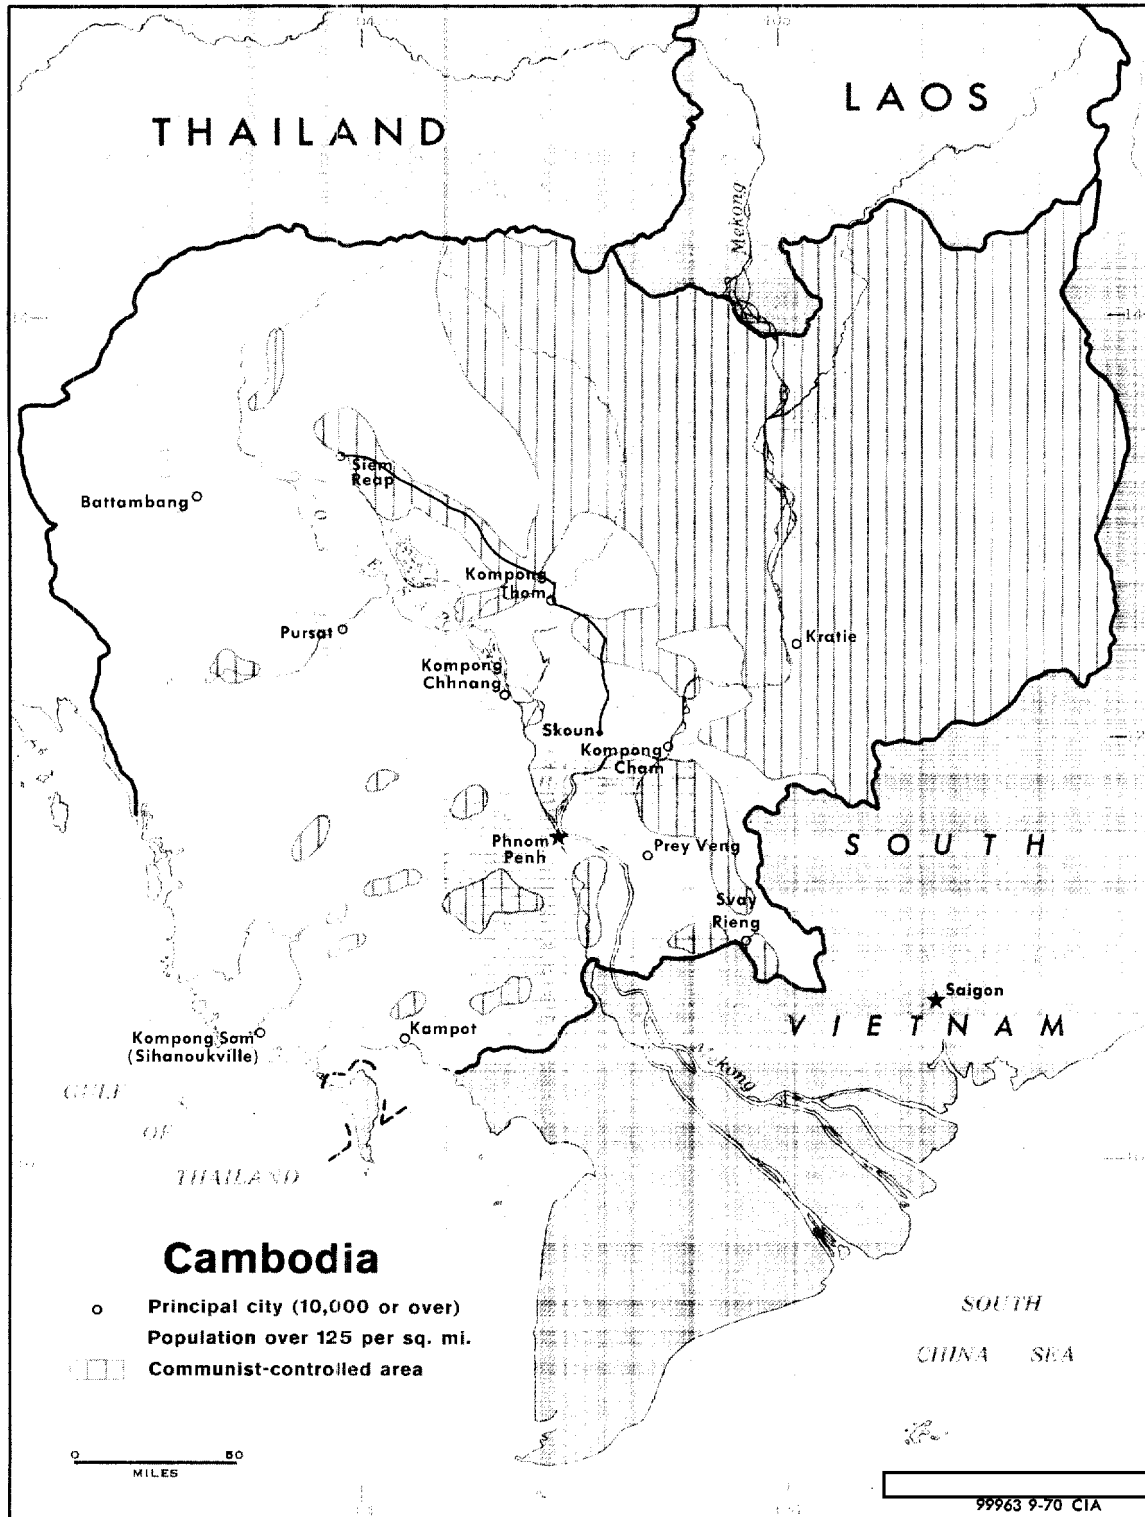 THAILAND
LAOS
Mekong
Siem
Reap
Battambang
Kompong
Thom
Pursat
Kratie
Kompong
Chhnang
Skoun
Kompong
Cham
Phnom
Penh
Prey Veng
SOUTH
Svay
Rieng
Saigon
VIETNAM
Kompong Som
(Sihanoukville)
Kampot
Mekong
GULF
OF
THAILAND
Cambodia
Principal city (10,000 or over)
Population over 125 per sq. mi.
Communist-controlled area
SOUTH
CHINA SEA
0 50
MILES
99963 9-70 CIA